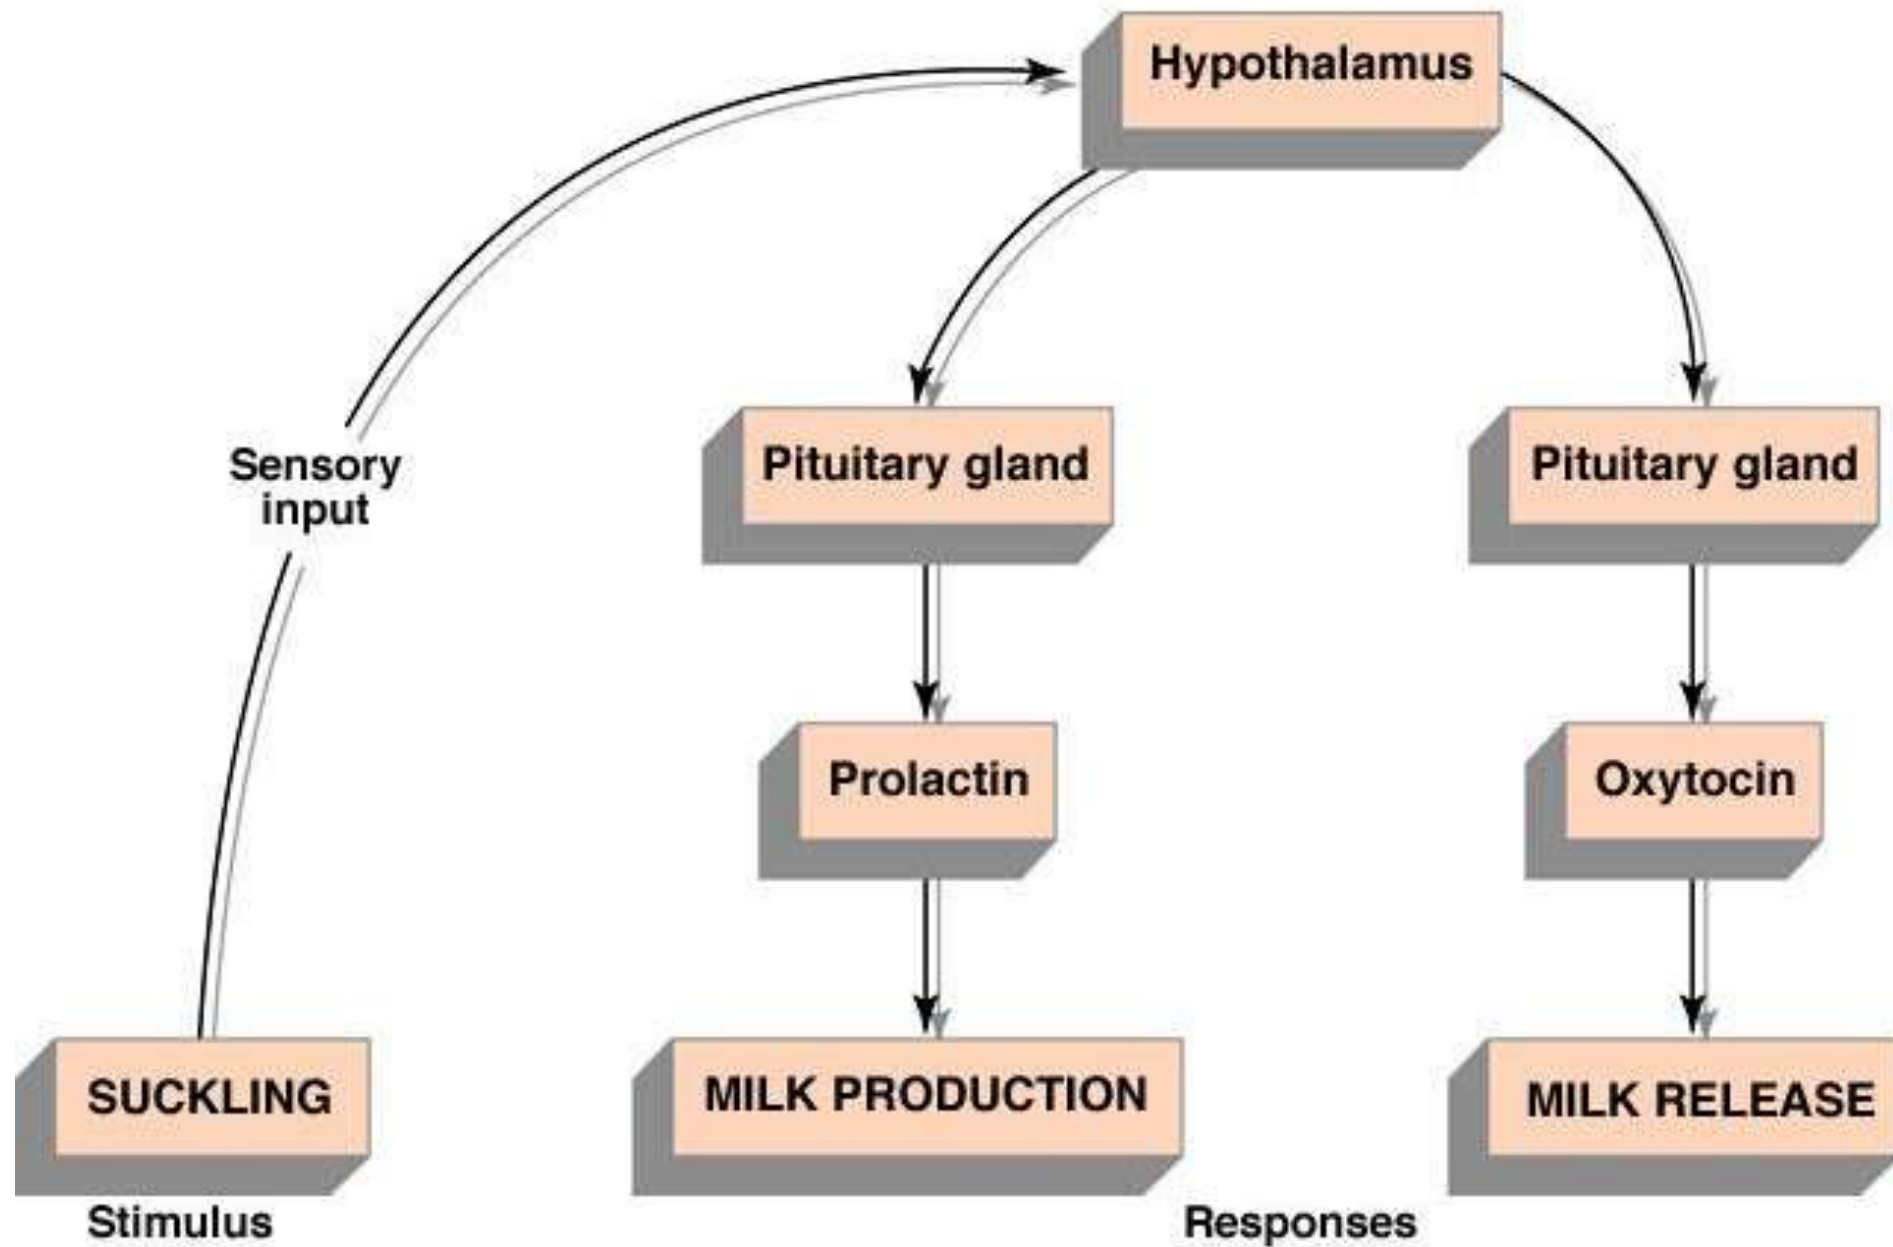 Hypothalamus
Sensory
input
Pituitary gland
Pituitary gland
Prolactin
Oxytocin
SUCKLING
MILK PRODUCTION
MILK RELEASE
Stimulus
Responses